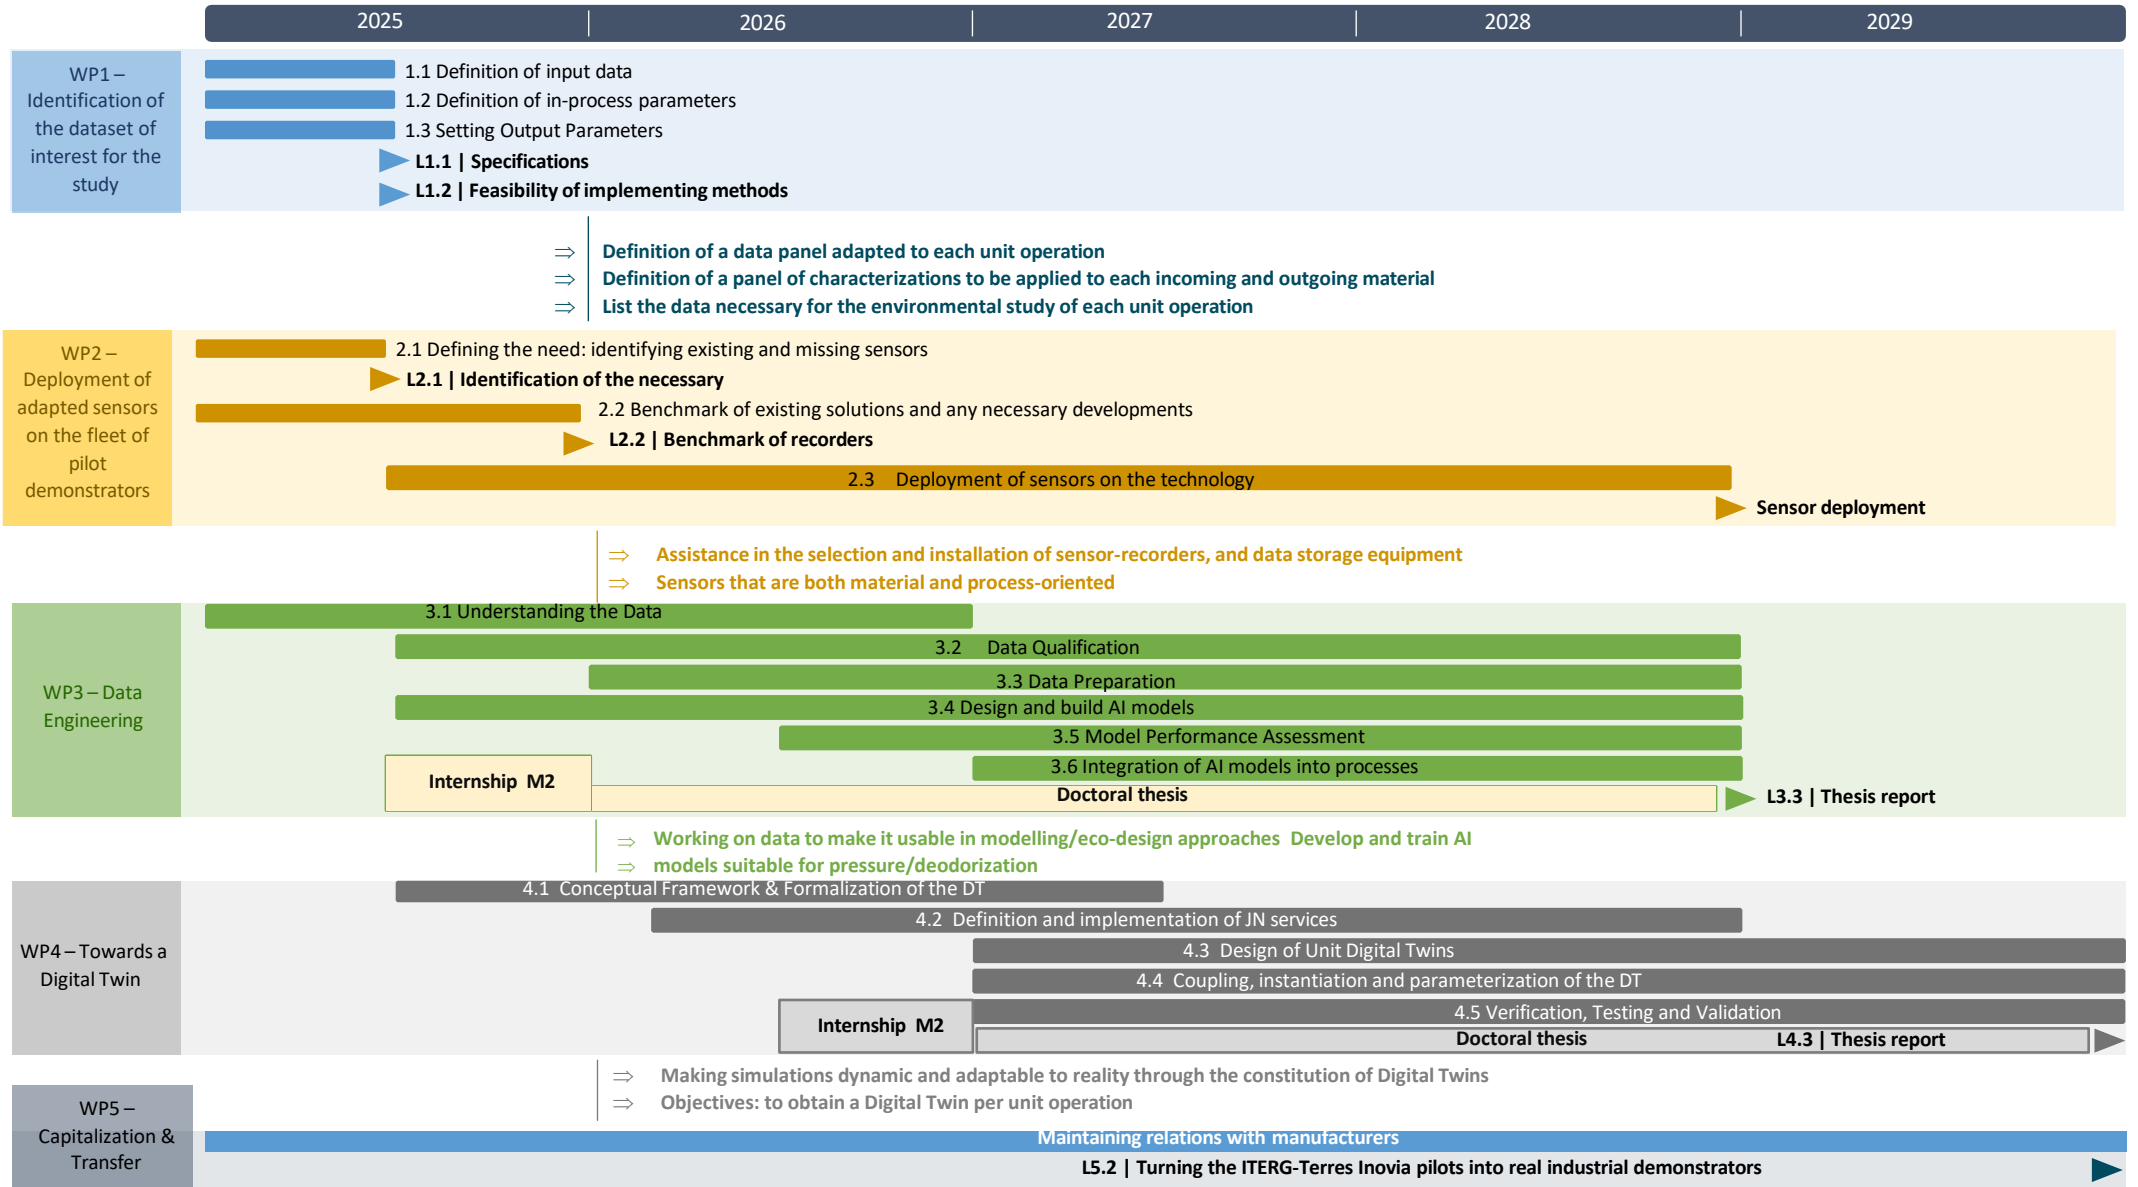 2025
2026
2027
2028
2029
WP1 –
Identification of
the dataset of
interest for the
study
1.1 Definition of input data
1.2 Definition of in-process parameters
1.3 Setting Output Parameters
L1.1 | Specifications
L1.2 | Feasibility of implementing methods
⇒ Definition of a data panel adapted to each unit operation
⇒ Definition of a panel of characterizations to be applied to each incoming and outgoing material
⇒ List the data necessary for the environmental study of each unit operation
WP2 –
Deployment of
adapted sensors
on the fleet of
pilot
demonstrators
2.1 Defining the need: identifying existing and missing sensors
L2.1 | Identification of the necessary
2.2 Benchmark of existing solutions and any necessary developments
L2.2 | Benchmark of recorders
2.3 Deployment of sensors on the technology
Sensor deployment
⇒ Assistance in the selection and installation of sensor-recorders, and data storage equipment
⇒ Sensors that are both material and process-oriented
WP3 – Data
Engineering
3.1 Understanding the Data
3.2 Data Qualification
3.3 Data Preparation
3.4 Design and build AI models
3.5 Model Performance Assessment
3.6 Integration of AI models into processes
Internship M2
Doctoral thesis
L3.3 | Thesis report
⇒ Working on data to make it usable in modelling/eco-design approaches Develop and train AI
⇒ models suitable for pressure/deodorization
WP4 – Towards a
Digital Twin
4.1 Conceptual Framework & Formalization of the DT
4.2 Definition and implementation of JN services
4.3 Design of Unit Digital Twins
4.4 Coupling, instantiation and parameterization of the DT
4.5 Verification, Testing and Validation
Internship M2
Doctoral thesis
L4.3 | Thesis report
⇒ Making simulations dynamic and adaptable to reality through the constitution of Digital Twins
⇒ Objectives: to obtain a Digital Twin per unit operation
WP5 –
Capitalization &
Transfer
Maintaining relations with manufacturers
L5.2 | Turning the ITERG-Terres Inovia pilots into real industrial demonstrators